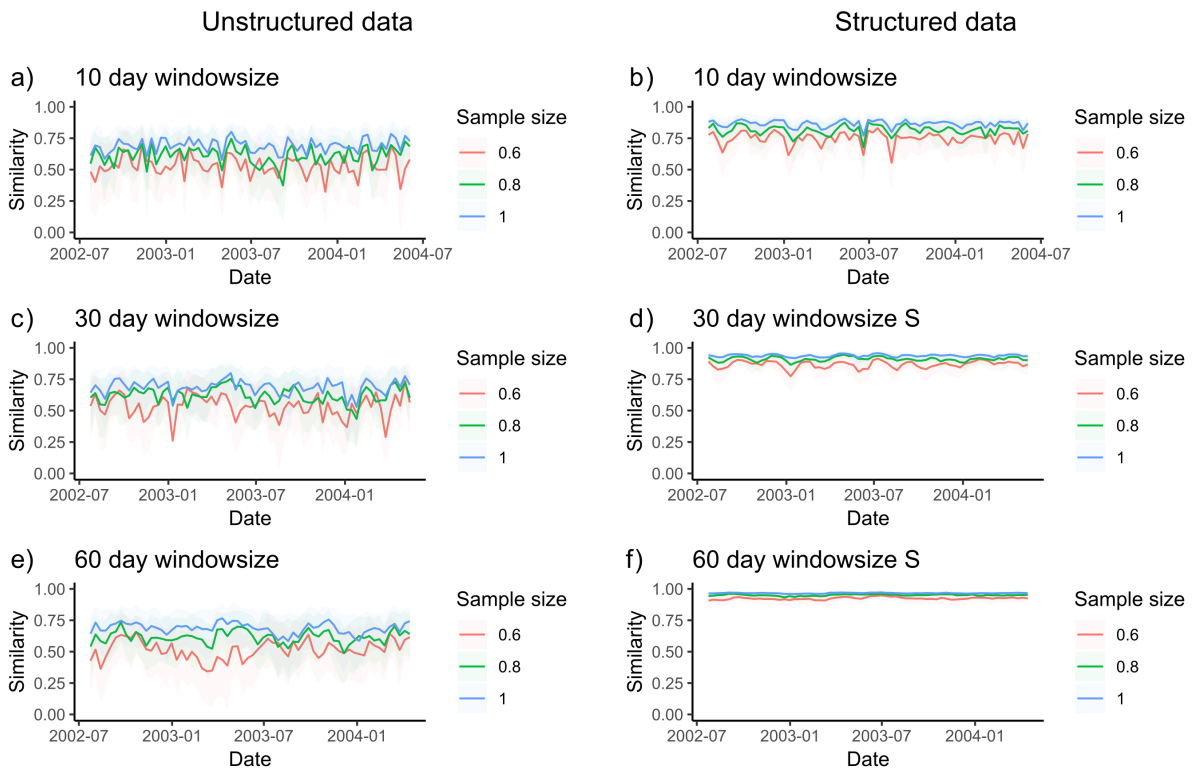 Unstructured data
Structured data
a) 10 day windowsize
1.00
0.75
0.50
0.25
0.00
Similarity
2002-07 2003-01 2003-07 2004-01 2004-07
Date
Sample size
0.6
0.8
1
b) 10 day windowsize
1.00
0.75
0.50
0.25
0.00
Similarity
2002-07 2003-01 2003-07 2004-01 2004-07
Date
Sample size
0.6
0.8
1
c) 30 day windowsize
1.00
0.75
0.50
0.25
0.00
Similarity
2002-07 2003-01 2003-07 2004-01
Date
Sample size
0.6
0.8
1
d) 30 day windowsize S
1.00
0.75
0.50
0.25
0.00
Similarity
2002-07 2003-01 2003-07 2004-01
Date
Sample size
0.6
0.8
1
e) 60 day windowsize
1.00
0.75
0.50
0.25
0.00
Similarity
2002-07 2003-01 2003-07 2004-01
Date
Sample size
0.6
0.8
1
f) 60 day windowsize S
1.00
0.75
0.50
0.25
0.00
Similarity
2002-07 2003-01 2003-07 2004-01
Date
Sample size
0.6
0.8
1